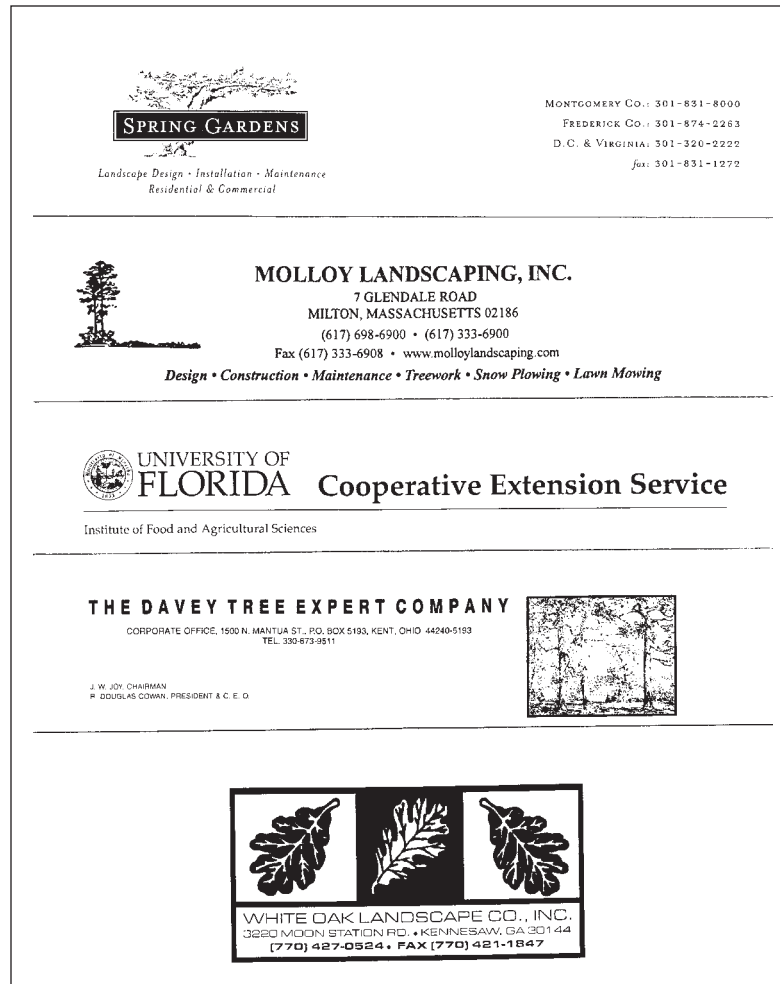 SPRING GARDENS
Landscape Design • Installation • Maintenance
Residential & Commercial
MONTGOMERY CO.: 301-831-8000
FREDERICK CO.: 301-874-2263
D.C. & VIRGINIA: 301-320-2222
fax: 301-831-1272
MOLLOY LANDSCAPING, INC.
7 GLENDALE ROAD
MILTON, MASSACHUSETTS 02186
(617) 698-6900 • (617) 333-6900
Fax (617) 333-6908 • www.molloylandscaping.com
Design • Construction • Maintenance • Treework • Snow Plowing • Lawn Mowing
UNIVERSITY OF
FLORIDA
Cooperative Extension Service
Institute of Food and Agricultural Sciences
THE DAVEY TREE EXPERT COMPANY
CORPORATE OFFICE, 1500 N. MANTUA ST., P.O. BOX 5193, KENT, OHIO 44240-5193
TEL. 330-673-9511
J. W. JOY, CHAIRMAN
R. DOUGLAS COWAN, PRESIDENT & C. E. O.
WHITE OAK LANDSCAPE CO., INC.
3220 MOON STATION RD. • KENNESAW, GA 30144
(770) 427-0524 • FAX (770) 421-1847